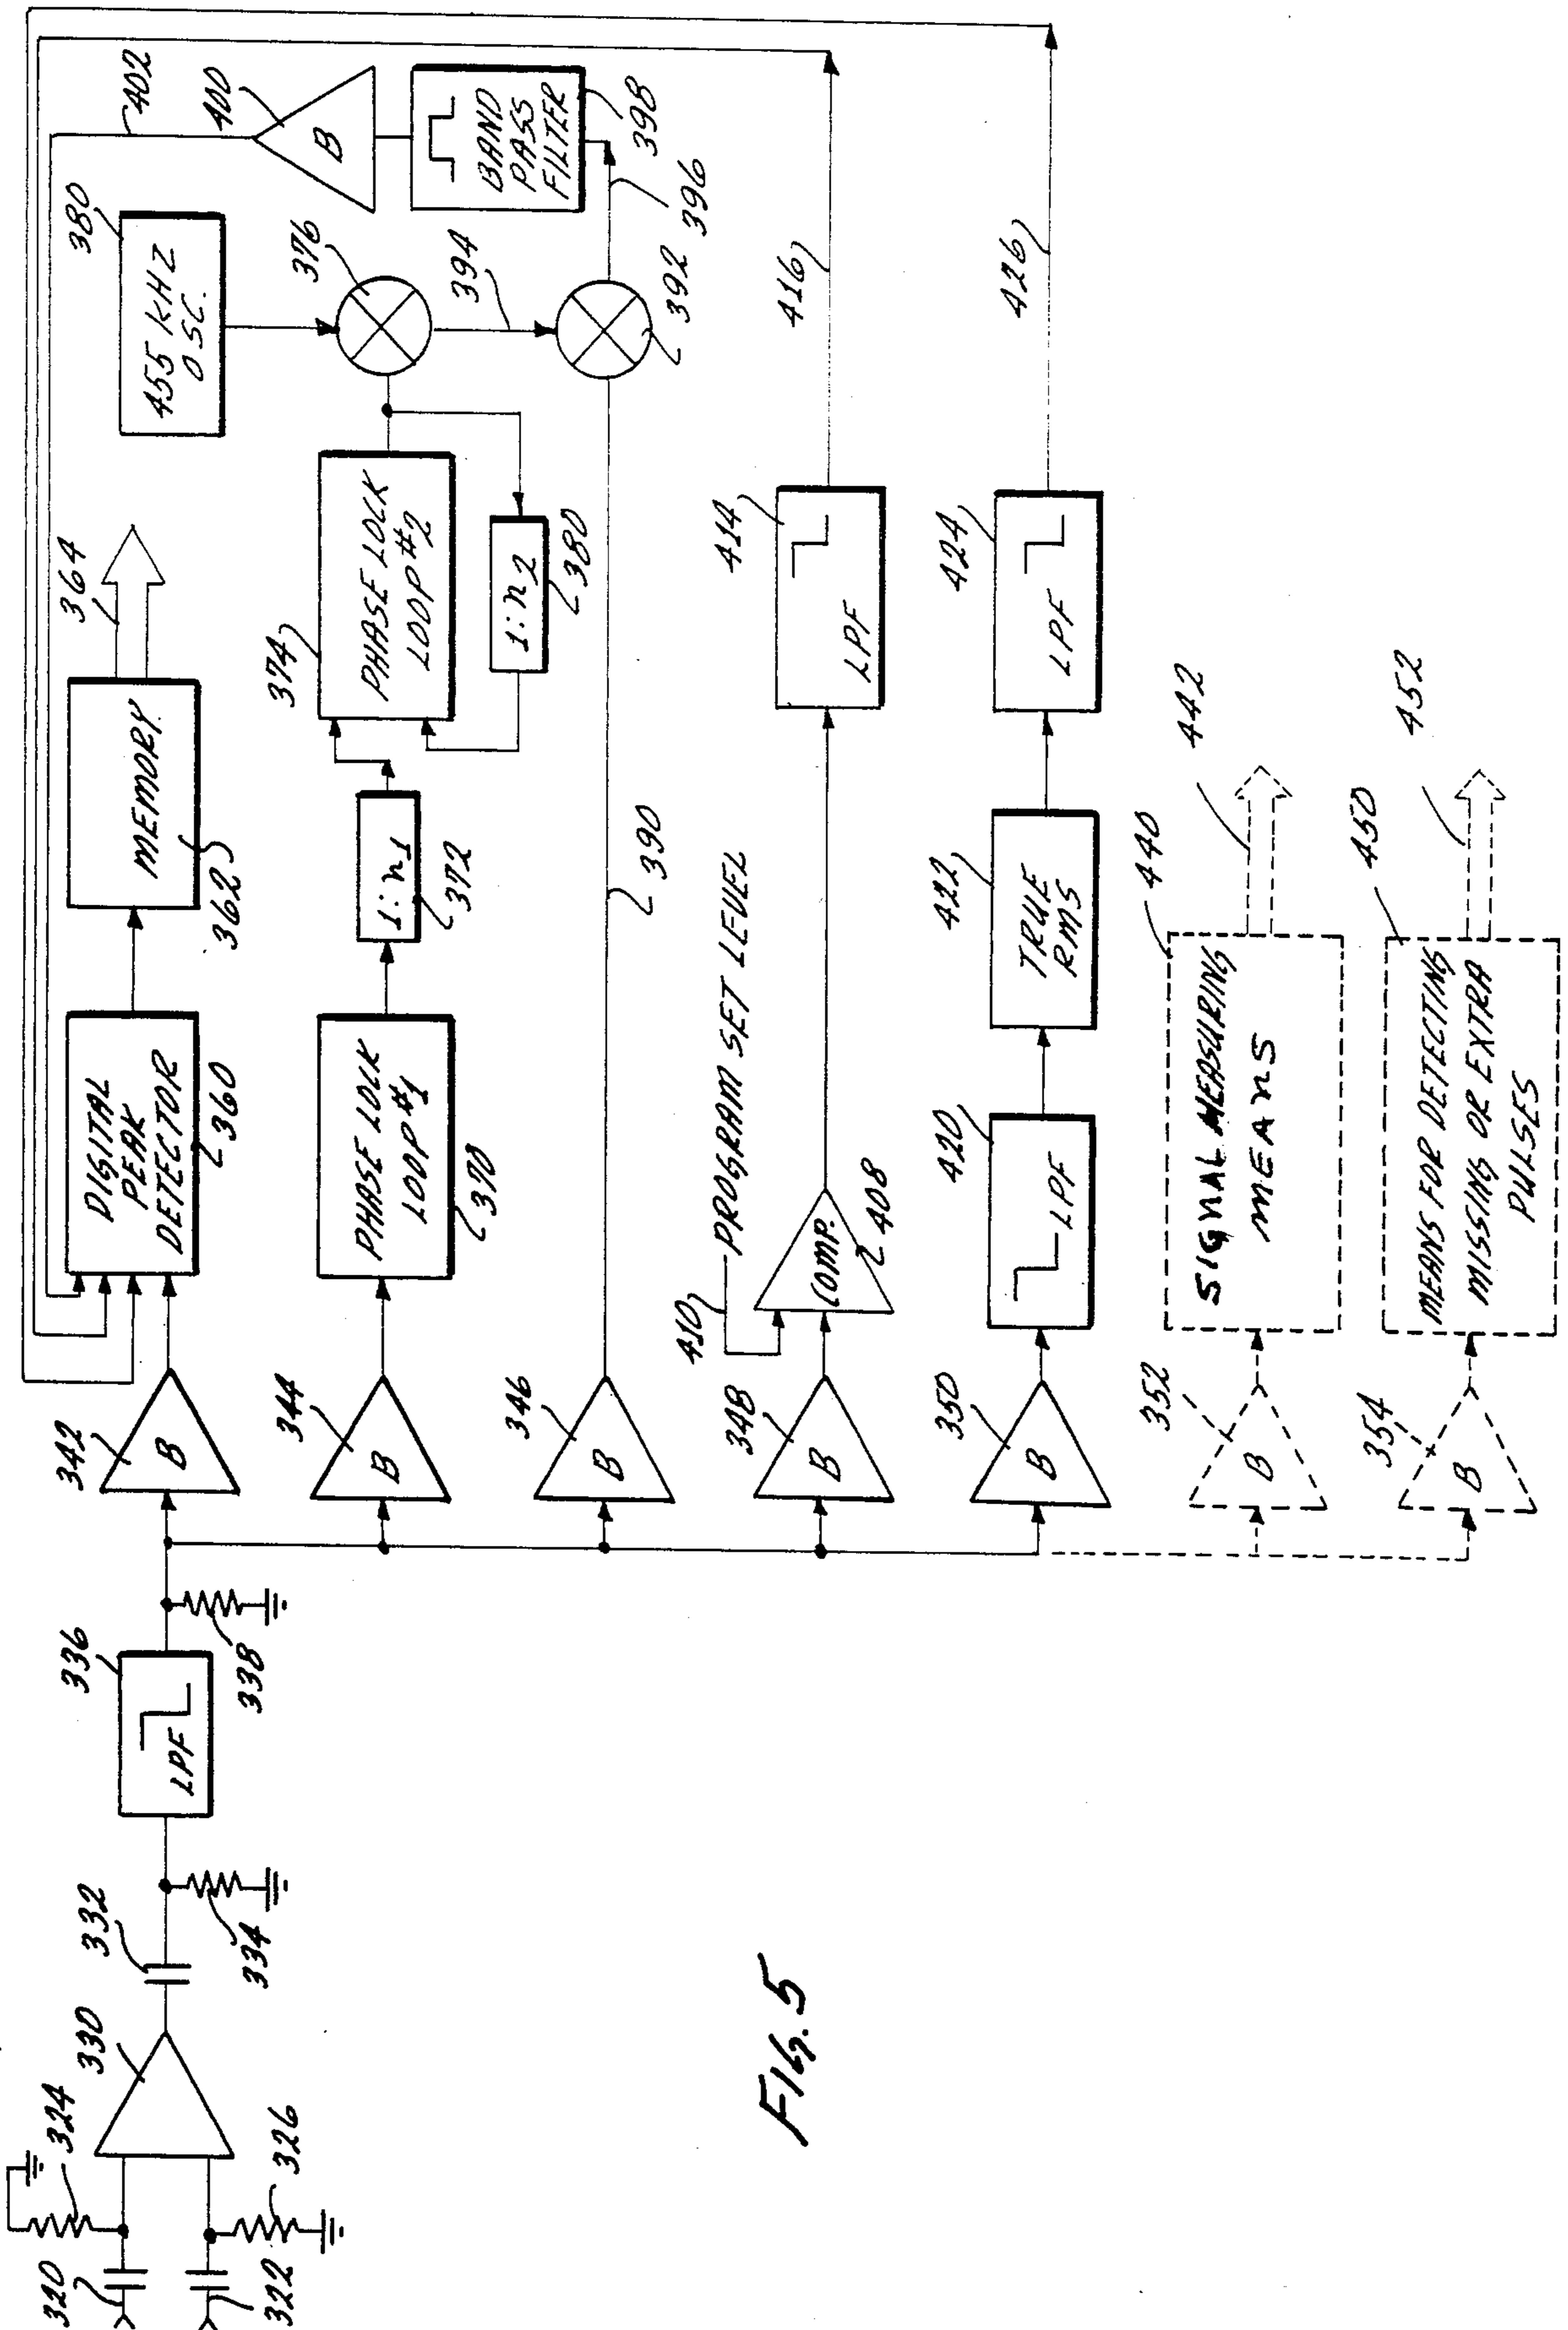 320
322
324
326
330
332
334
336
LPF
338
342
B
344
B
346
B
348
B
350
B
352
B
354
B
DIGITAL
PEAK
DETECTOR
360
MEMORY
362
364
PHASE LOCK
LOOP #1
370
1:n1
372
374
PHASE LOCK
LOOP #2
1:n2
380
455 KHZ
OSC.
380
376
394
392
390
396
BAND
PASS
FILTER
398
B
400
402
410
PROGRAM SET LEVEL
COMP.
408
LPF
414
416
LPF
420
TRUE
RMS
422
LPF
424
426
SIGNAL MEASURING
MEANS
440
442
MEANS FOR DETECTING
MISSING OR EXTRA
PULSES
450
452
FIG. 5